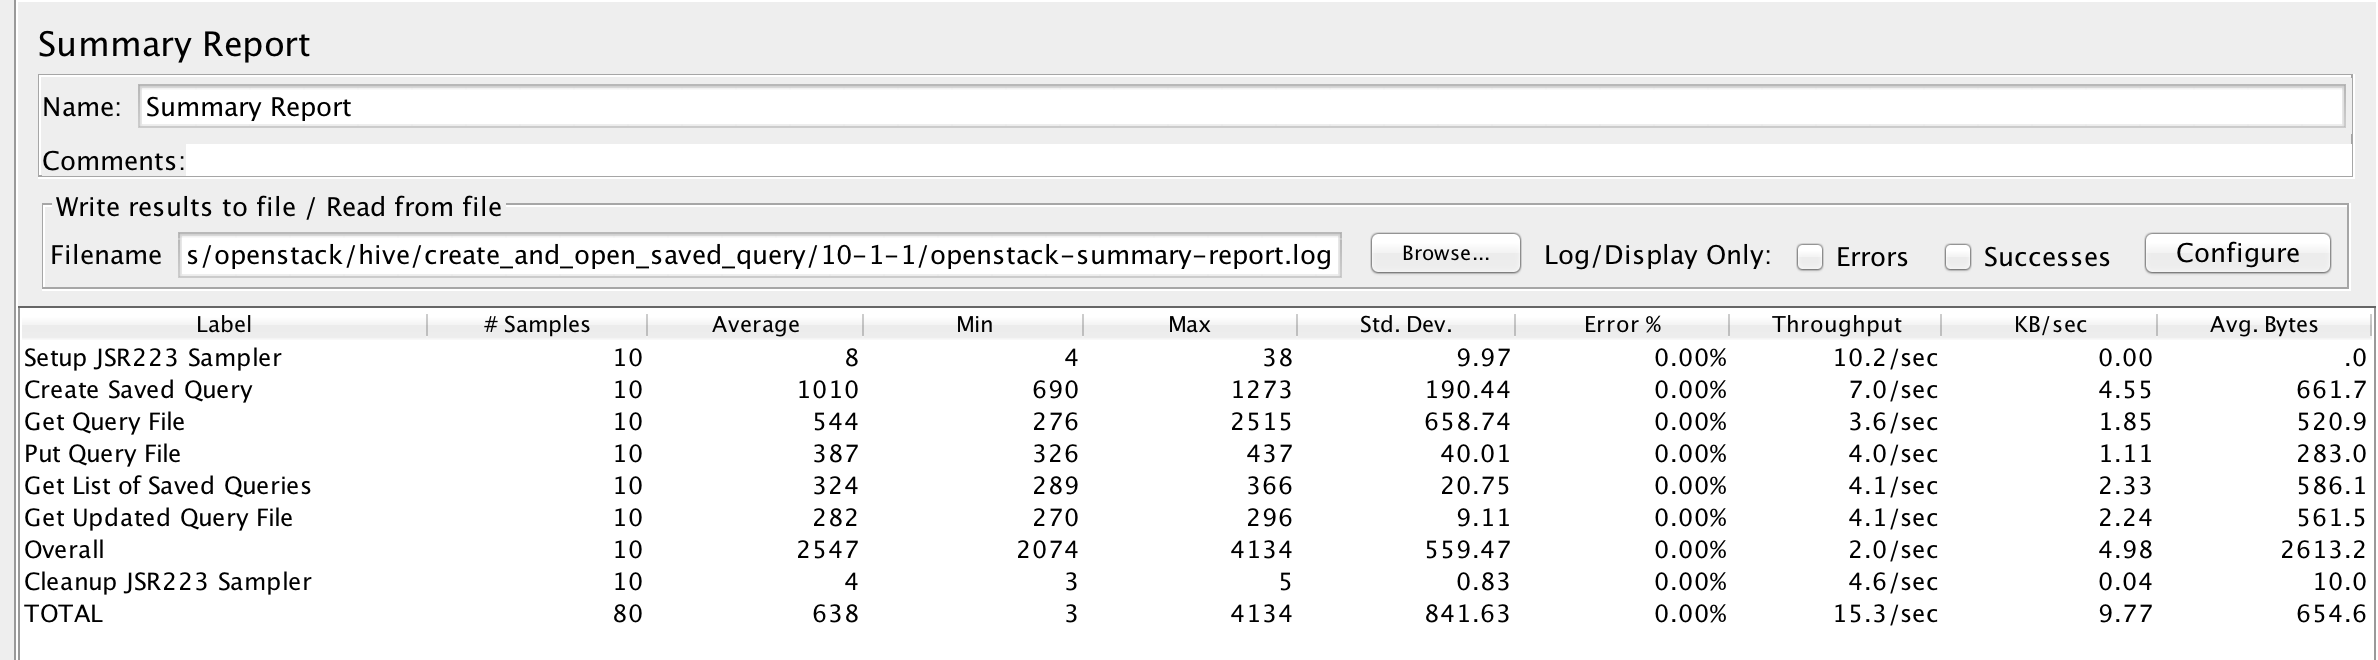 Summary Report
Name: Summary Report
Comments:
Write results to file / Read from file
Filename s/openstack/hive/create_and_open_saved_query/10-1-1/openstack-summary-report.log Browse... Log/Display Only: Errors Successes Configure
Label # Samples Average Min Max Std. Dev. Error % Throughput KB/sec Avg. Bytes
Setup JSR223 Sampler 10 8 4 38 9.97 0.00% 10.2/sec 0.00 .0
Create Saved Query 10 1010 690 1273 190.44 0.00% 7.0/sec 4.55 661.7
Get Query File 10 544 276 2515 658.74 0.00% 3.6/sec 1.85 520.9
Put Query File 10 387 326 437 40.01 0.00% 4.0/sec 1.11 283.0
Get List of Saved Queries 10 324 289 366 20.75 0.00% 4.1/sec 2.33 586.1
Get Updated Query File 10 282 270 296 9.11 0.00% 4.1/sec 2.24 561.5
Overall 10 2547 2074 4134 559.47 0.00% 2.0/sec 4.98 2613.2
Cleanup JSR223 Sampler 10 4 3 5 0.83 0.00% 4.6/sec 0.04 10.0
TOTAL 80 638 3 4134 841.63 0.00% 15.3/sec 9.77 654.6